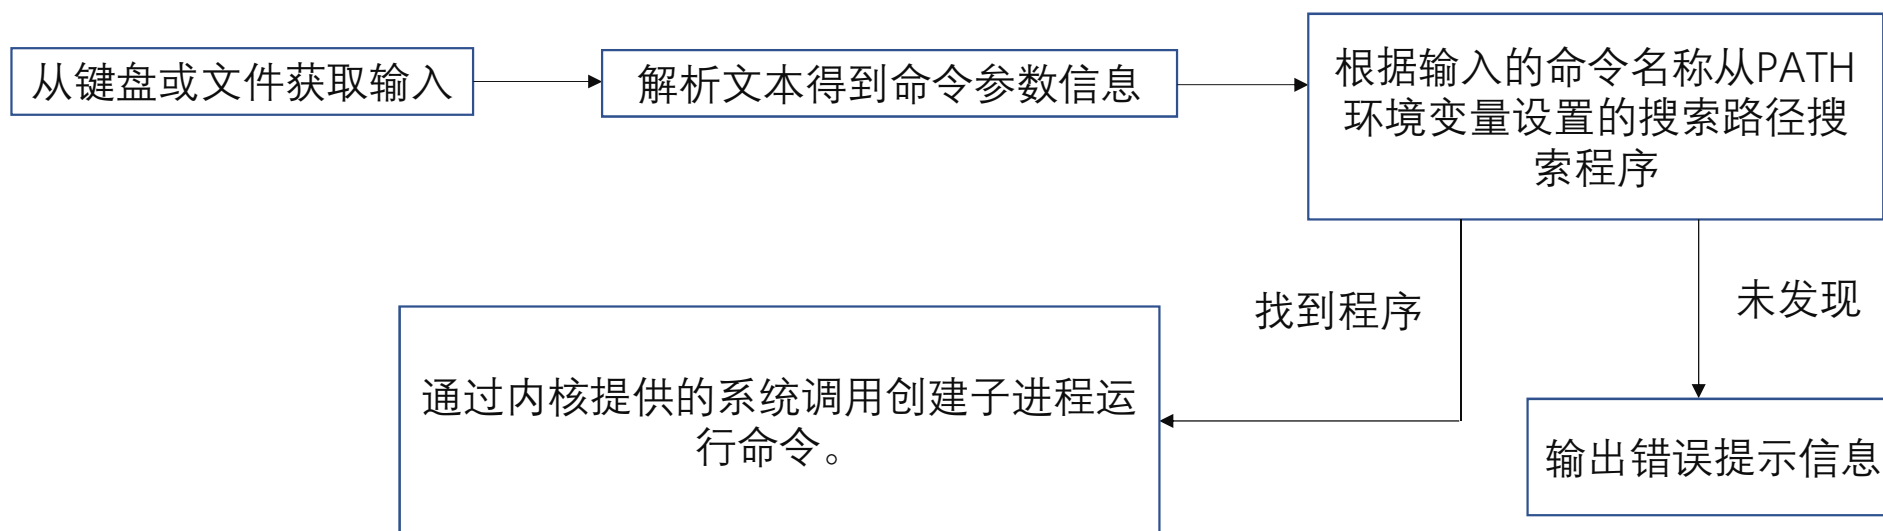 从键盘或文件获取输入
解析文本得到命令参数信息
根据输入的命令名称从PATH
环境变量设置的搜索路径搜
索程序
找到程序
未发现
通过内核提供的系统调用创建子进程运
行命令。
输出错误提示信息